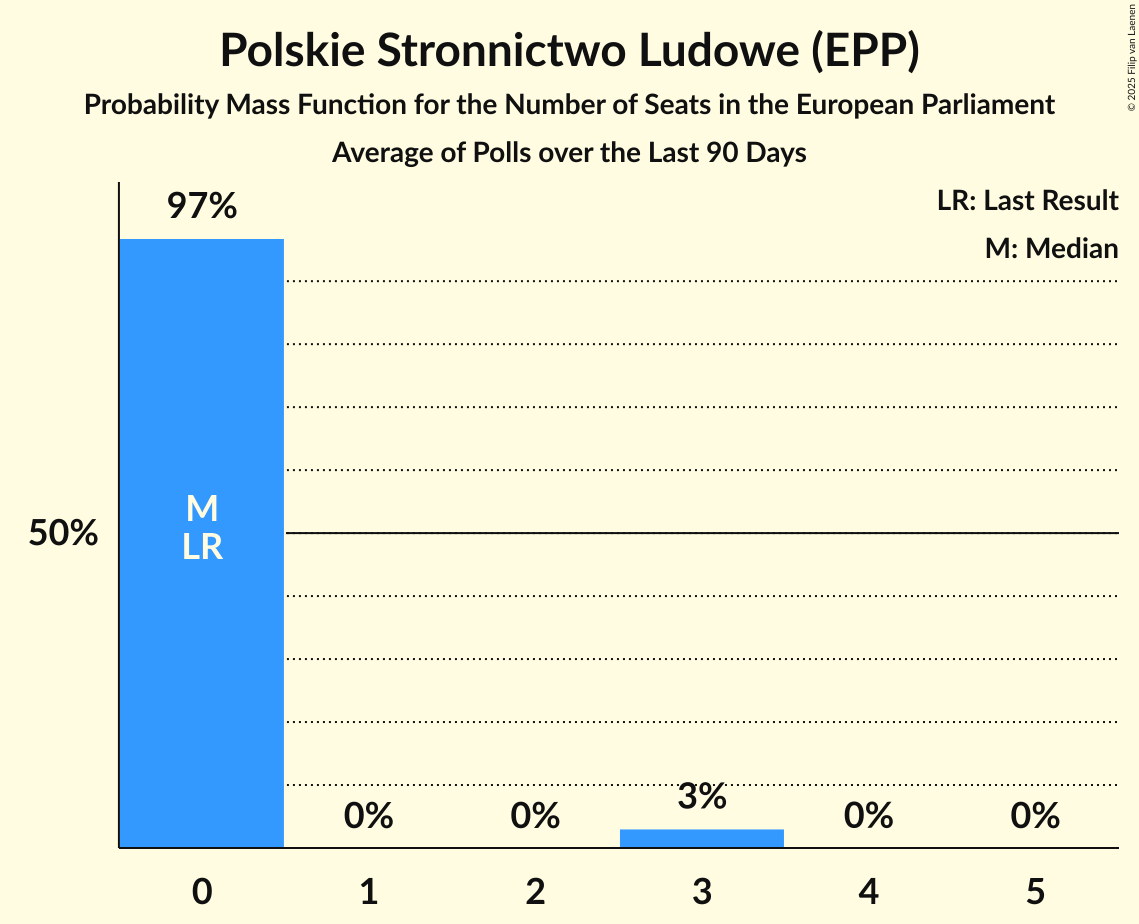 Polskie Stronnictwo Ludowe (EPP)
Probability Mass Function for the Number of Seats in the European Parliament
Average of Polls over the Last 90 Days
© 2025 Filip van Laenen
LR: Last Result
M: Median
97%
M
LR
50%
0%
0%
3%
0%
0%
0
1
2
3
4
5